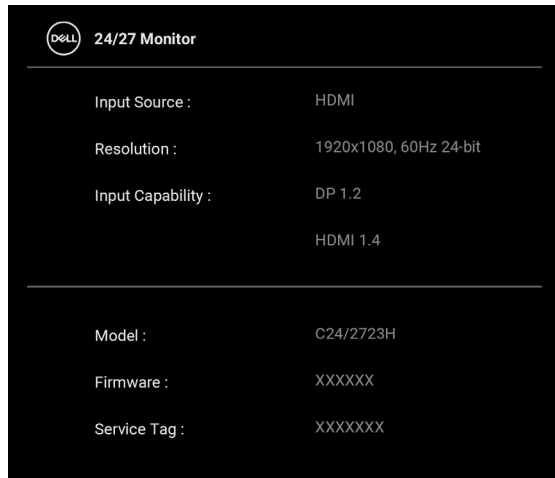 DELL 24/27 Monitor
Input Source : HDMI
Resolution : 1920x1080, 60Hz 24-bit
Input Capability : DP 1.2
HDMI 1.4
Model : C24/2723H
Firmware : XXXXXX
Service Tag : XXXXXXX